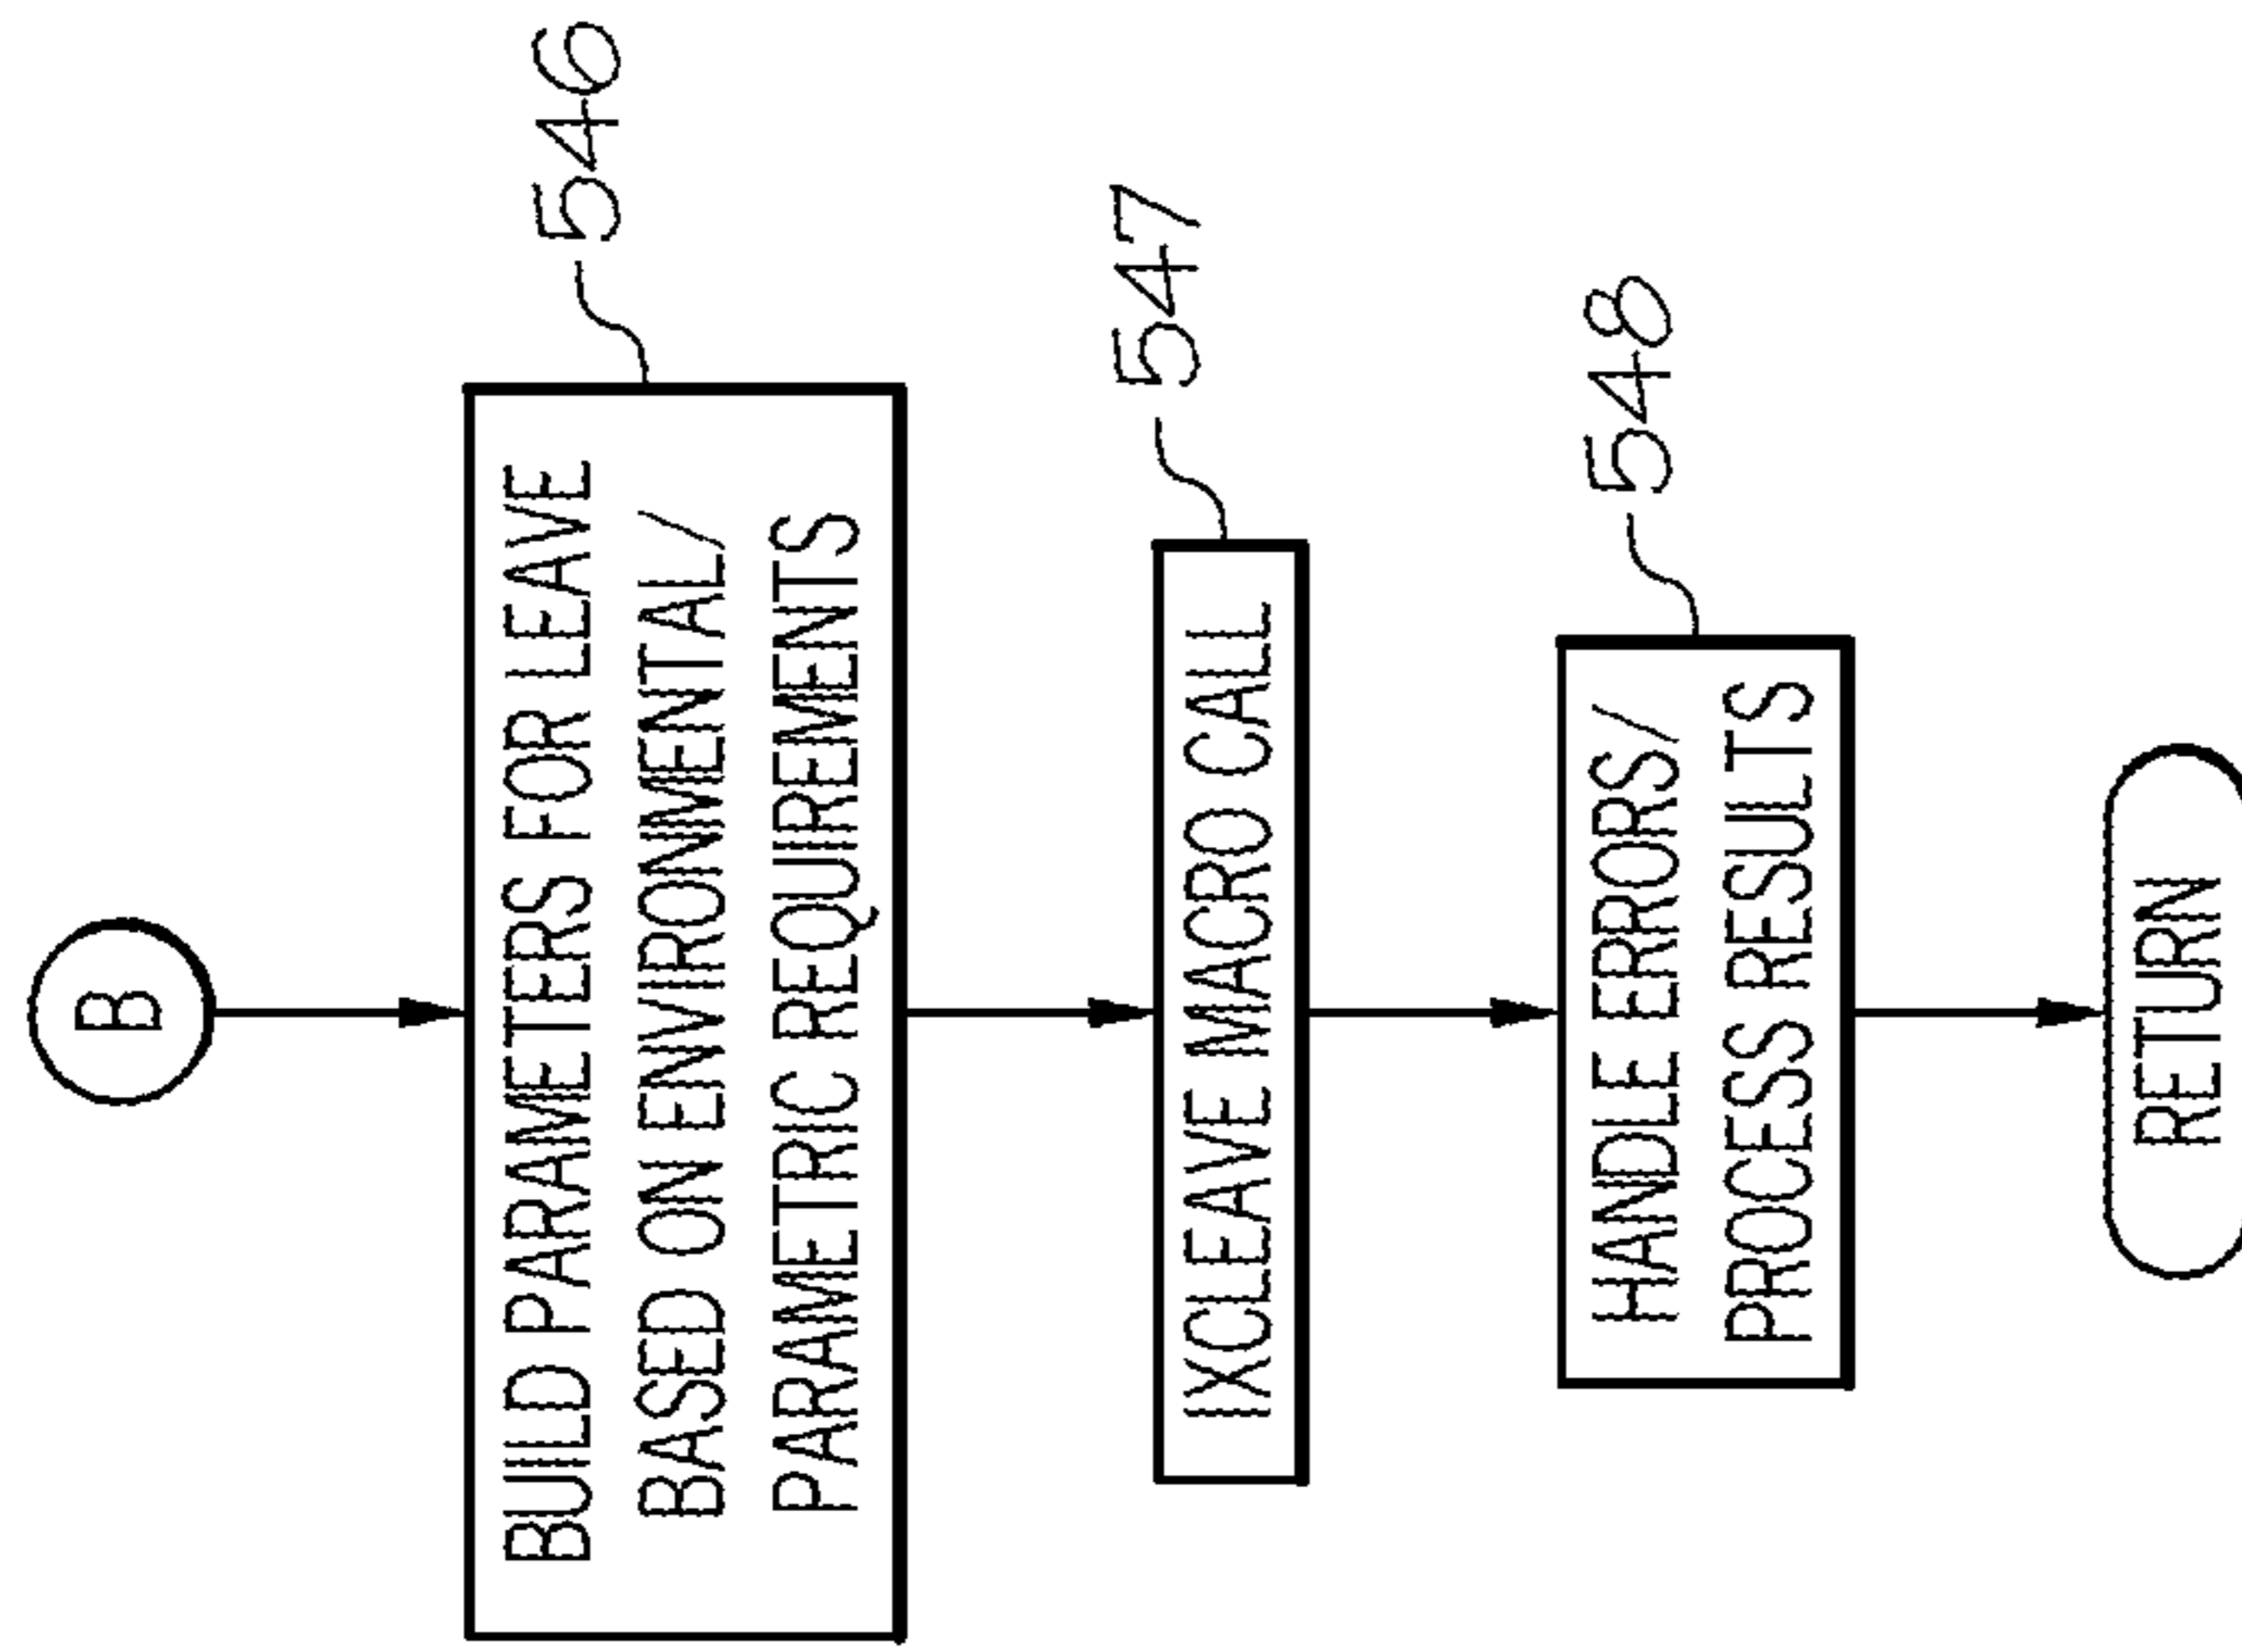 B
546
BUILD PARAMETERS FOR LEAVE
BASED ON ENVIRONMENTAL/
PARAMETRIC REQUIREMENTS
547
IXCLEAVE MACRO CALL
548
HANDLE ERRORS/
PROCESS RESULTS
RETURN